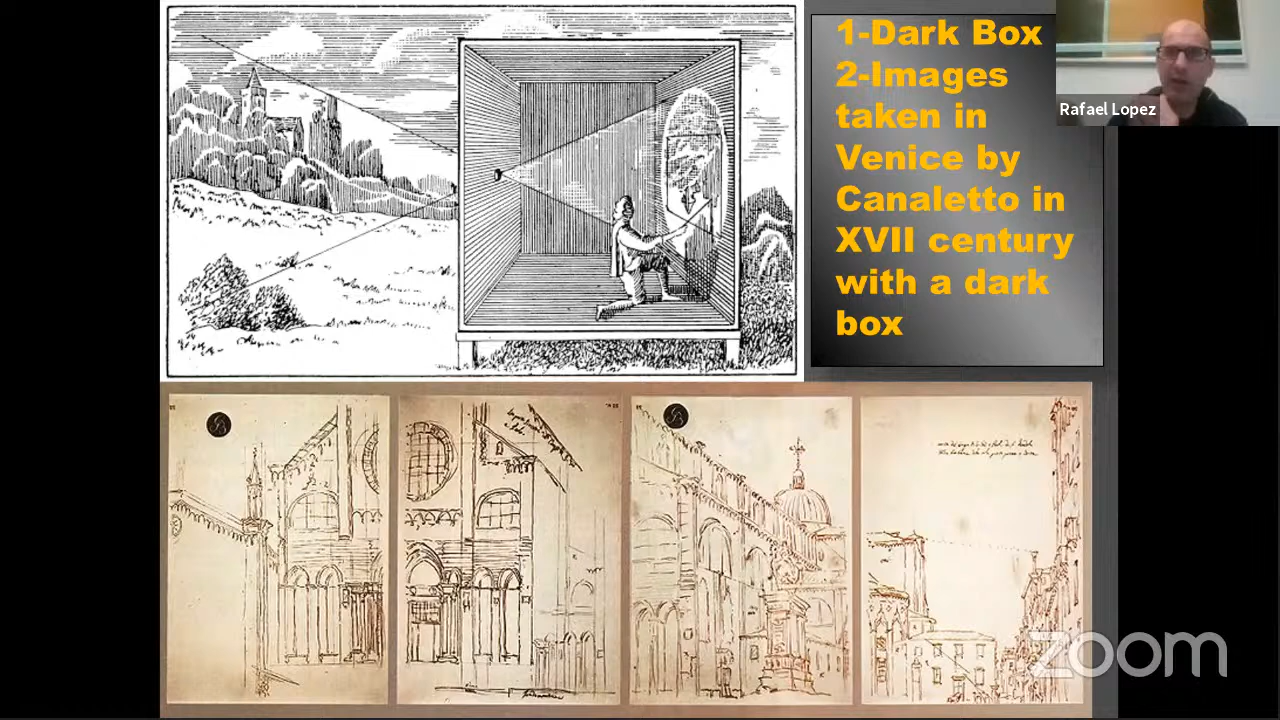 1-Dark Box
2-Images
taken in
Venice by
Canaletto in
XVII century
with a dark
box
Rafael Lopez
zoom